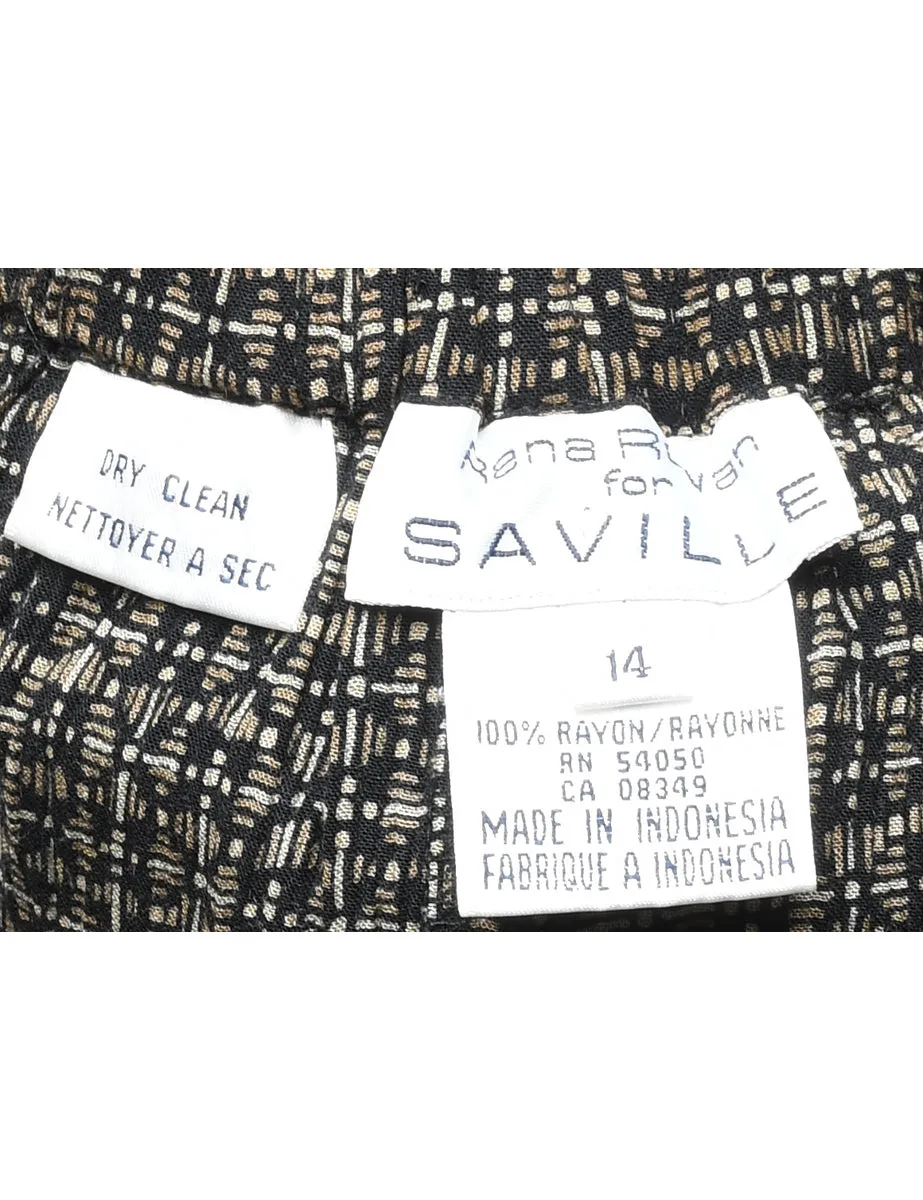 DRY CLEAN
NETTOYER A SEC
for
SAVILLE
14
100% RAYON/RAYONNE
RN 54050
CA 08349
MADE IN INDONESIA
FABRIQUE A INDONESIA